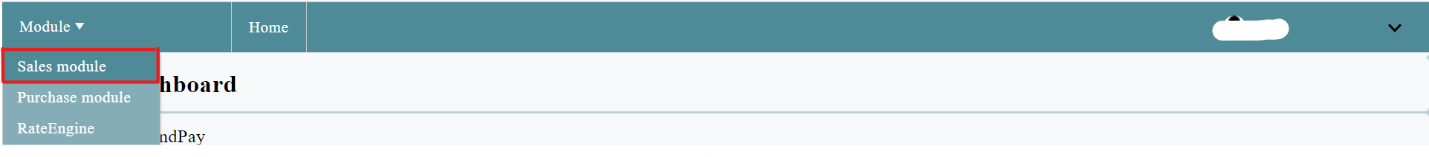 Module ▼
Home
Sales module
hboard
Purchase module
RateEngine
ndPay